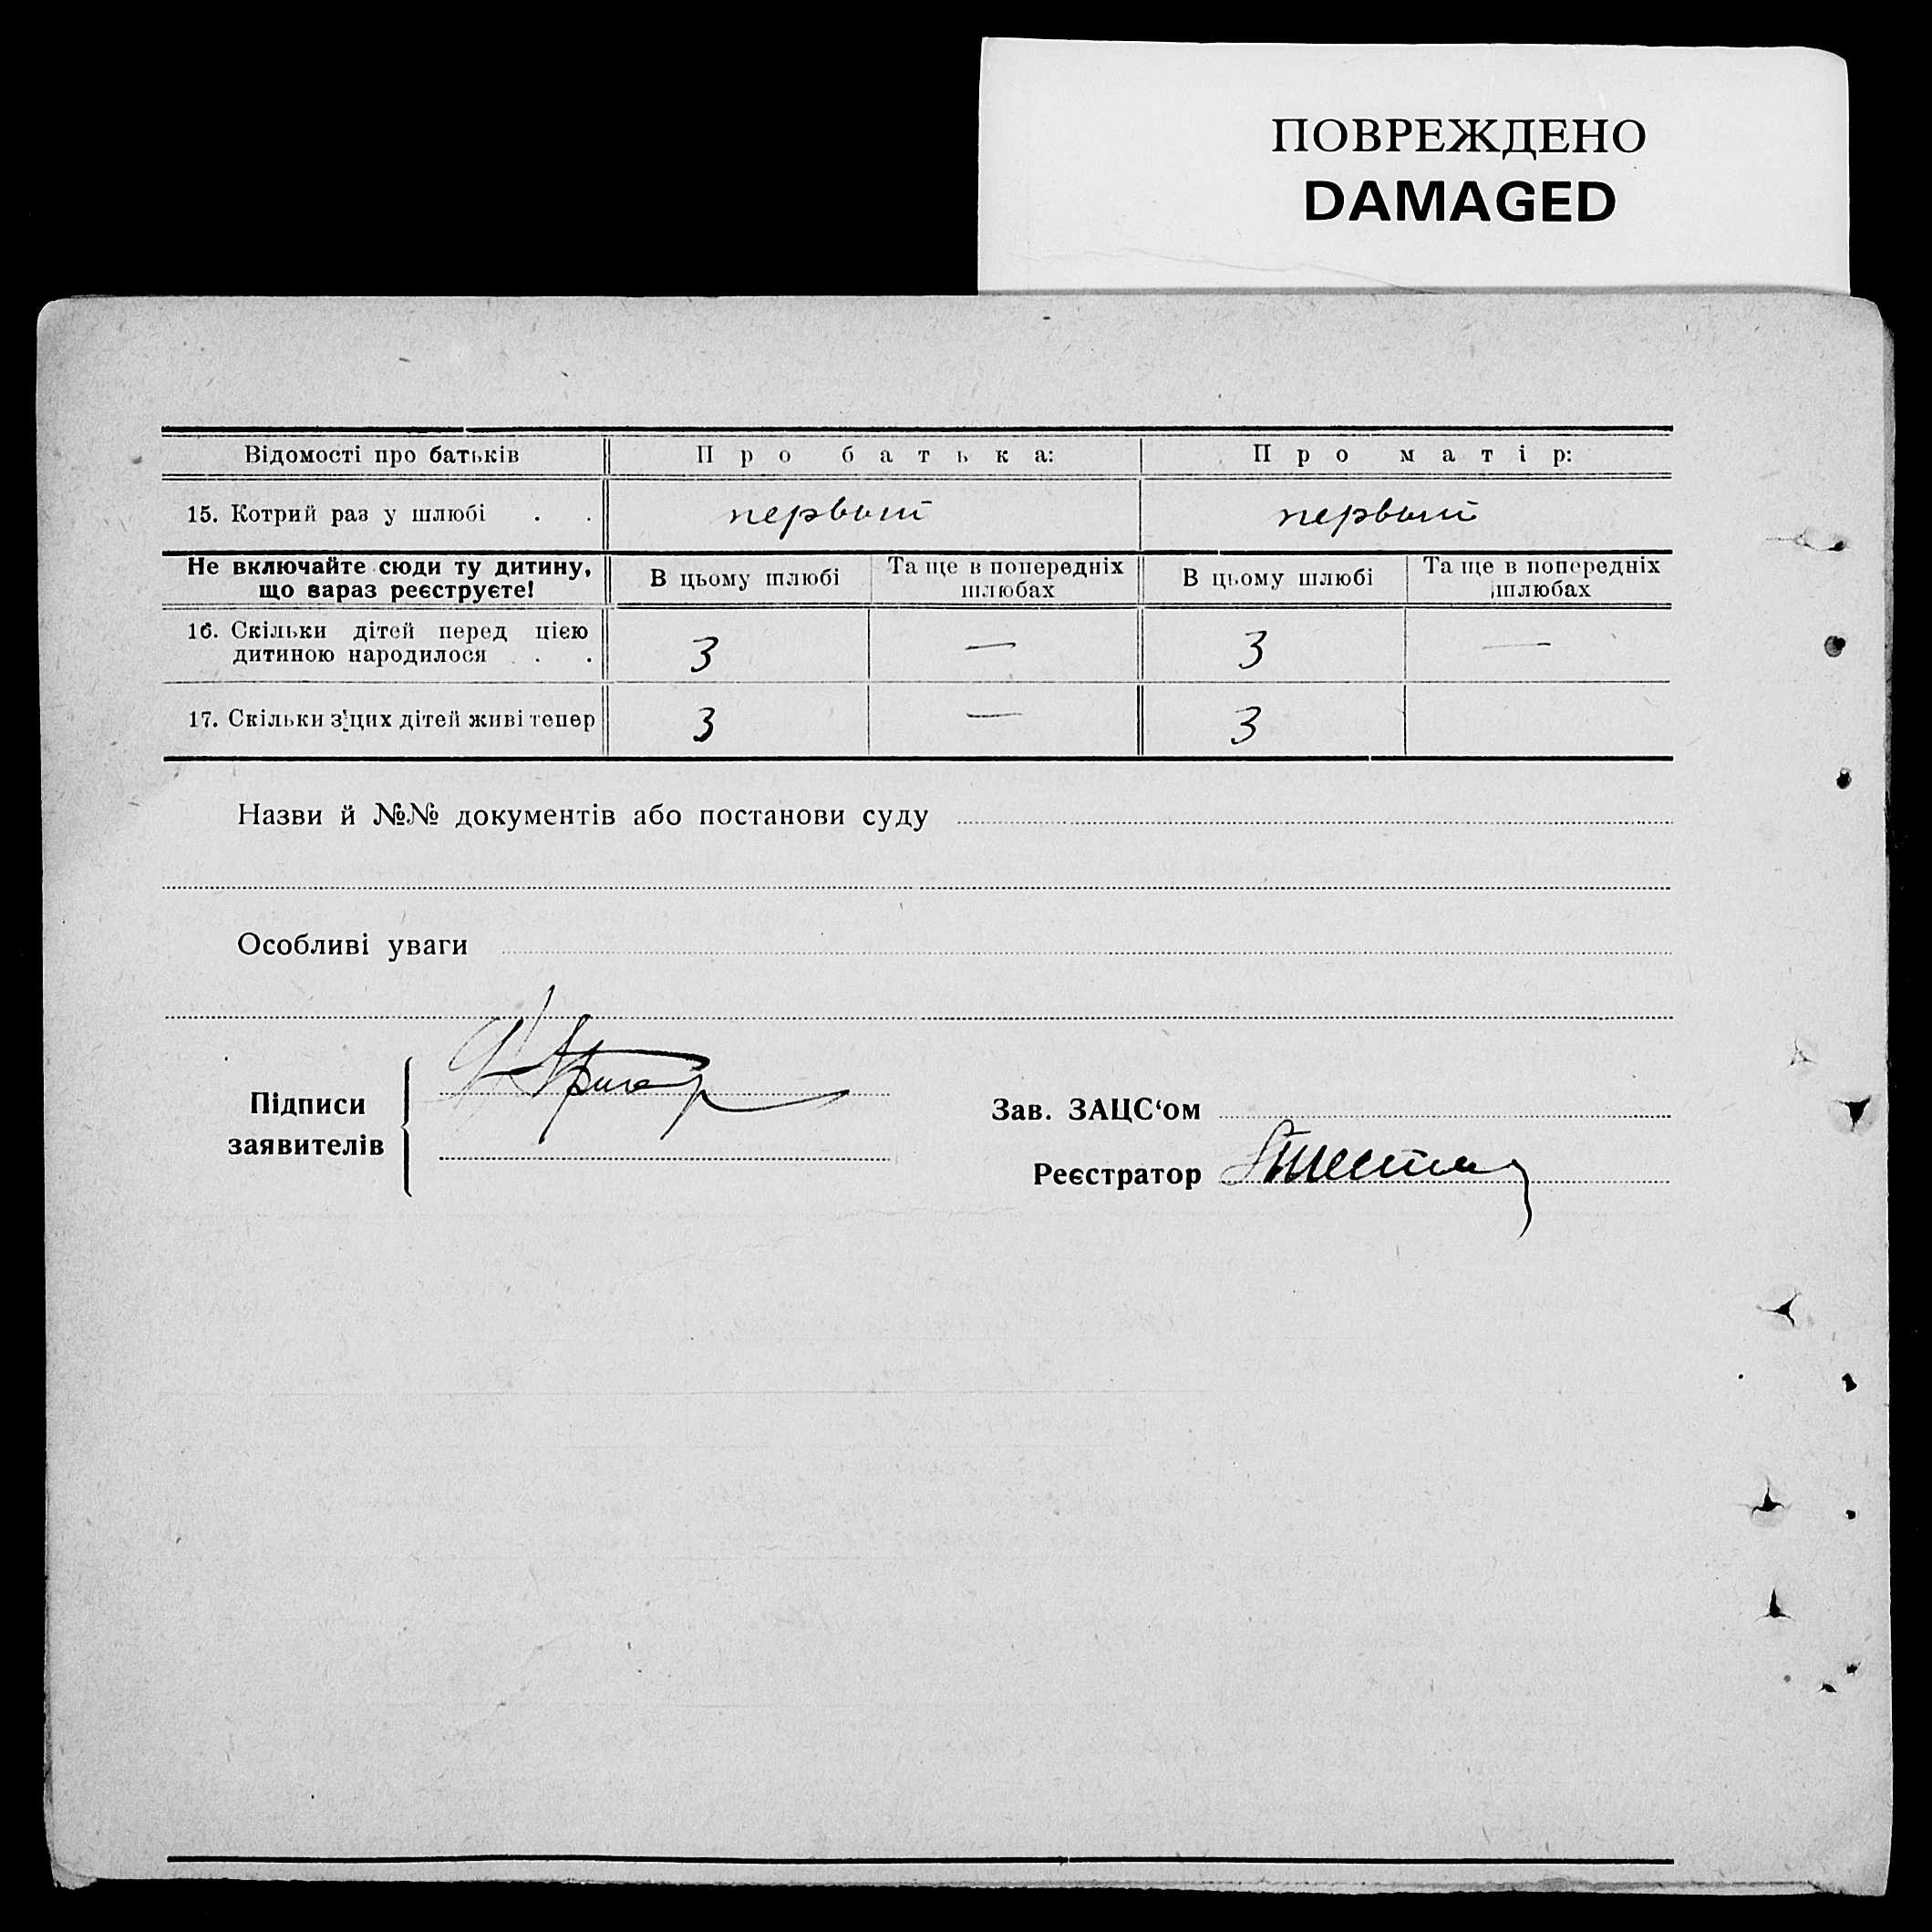 ПОВРЕЖДЕНО
DAMAGED
Відомості про батьків Про батька: Про матір:
15. Котрий раз у шлюбі . . первый первый
Не включайте сюди ту дитину, що вараз реєструєте! В цьому шлюбі Та ще в попередніх шлюбах В цьому шлюбі Та ще в попередніх шлюбах
16. Скільки дітей перед цією
дитиною народилося . . 3 — 3 —
17. Скільки з цих дітей живі тепер 3 — 3
Назви й №№ документів або постанови суду
Особливі уваги
Підписи
заявителів
Зав. ЗАЦС‘ом
Реєстратор